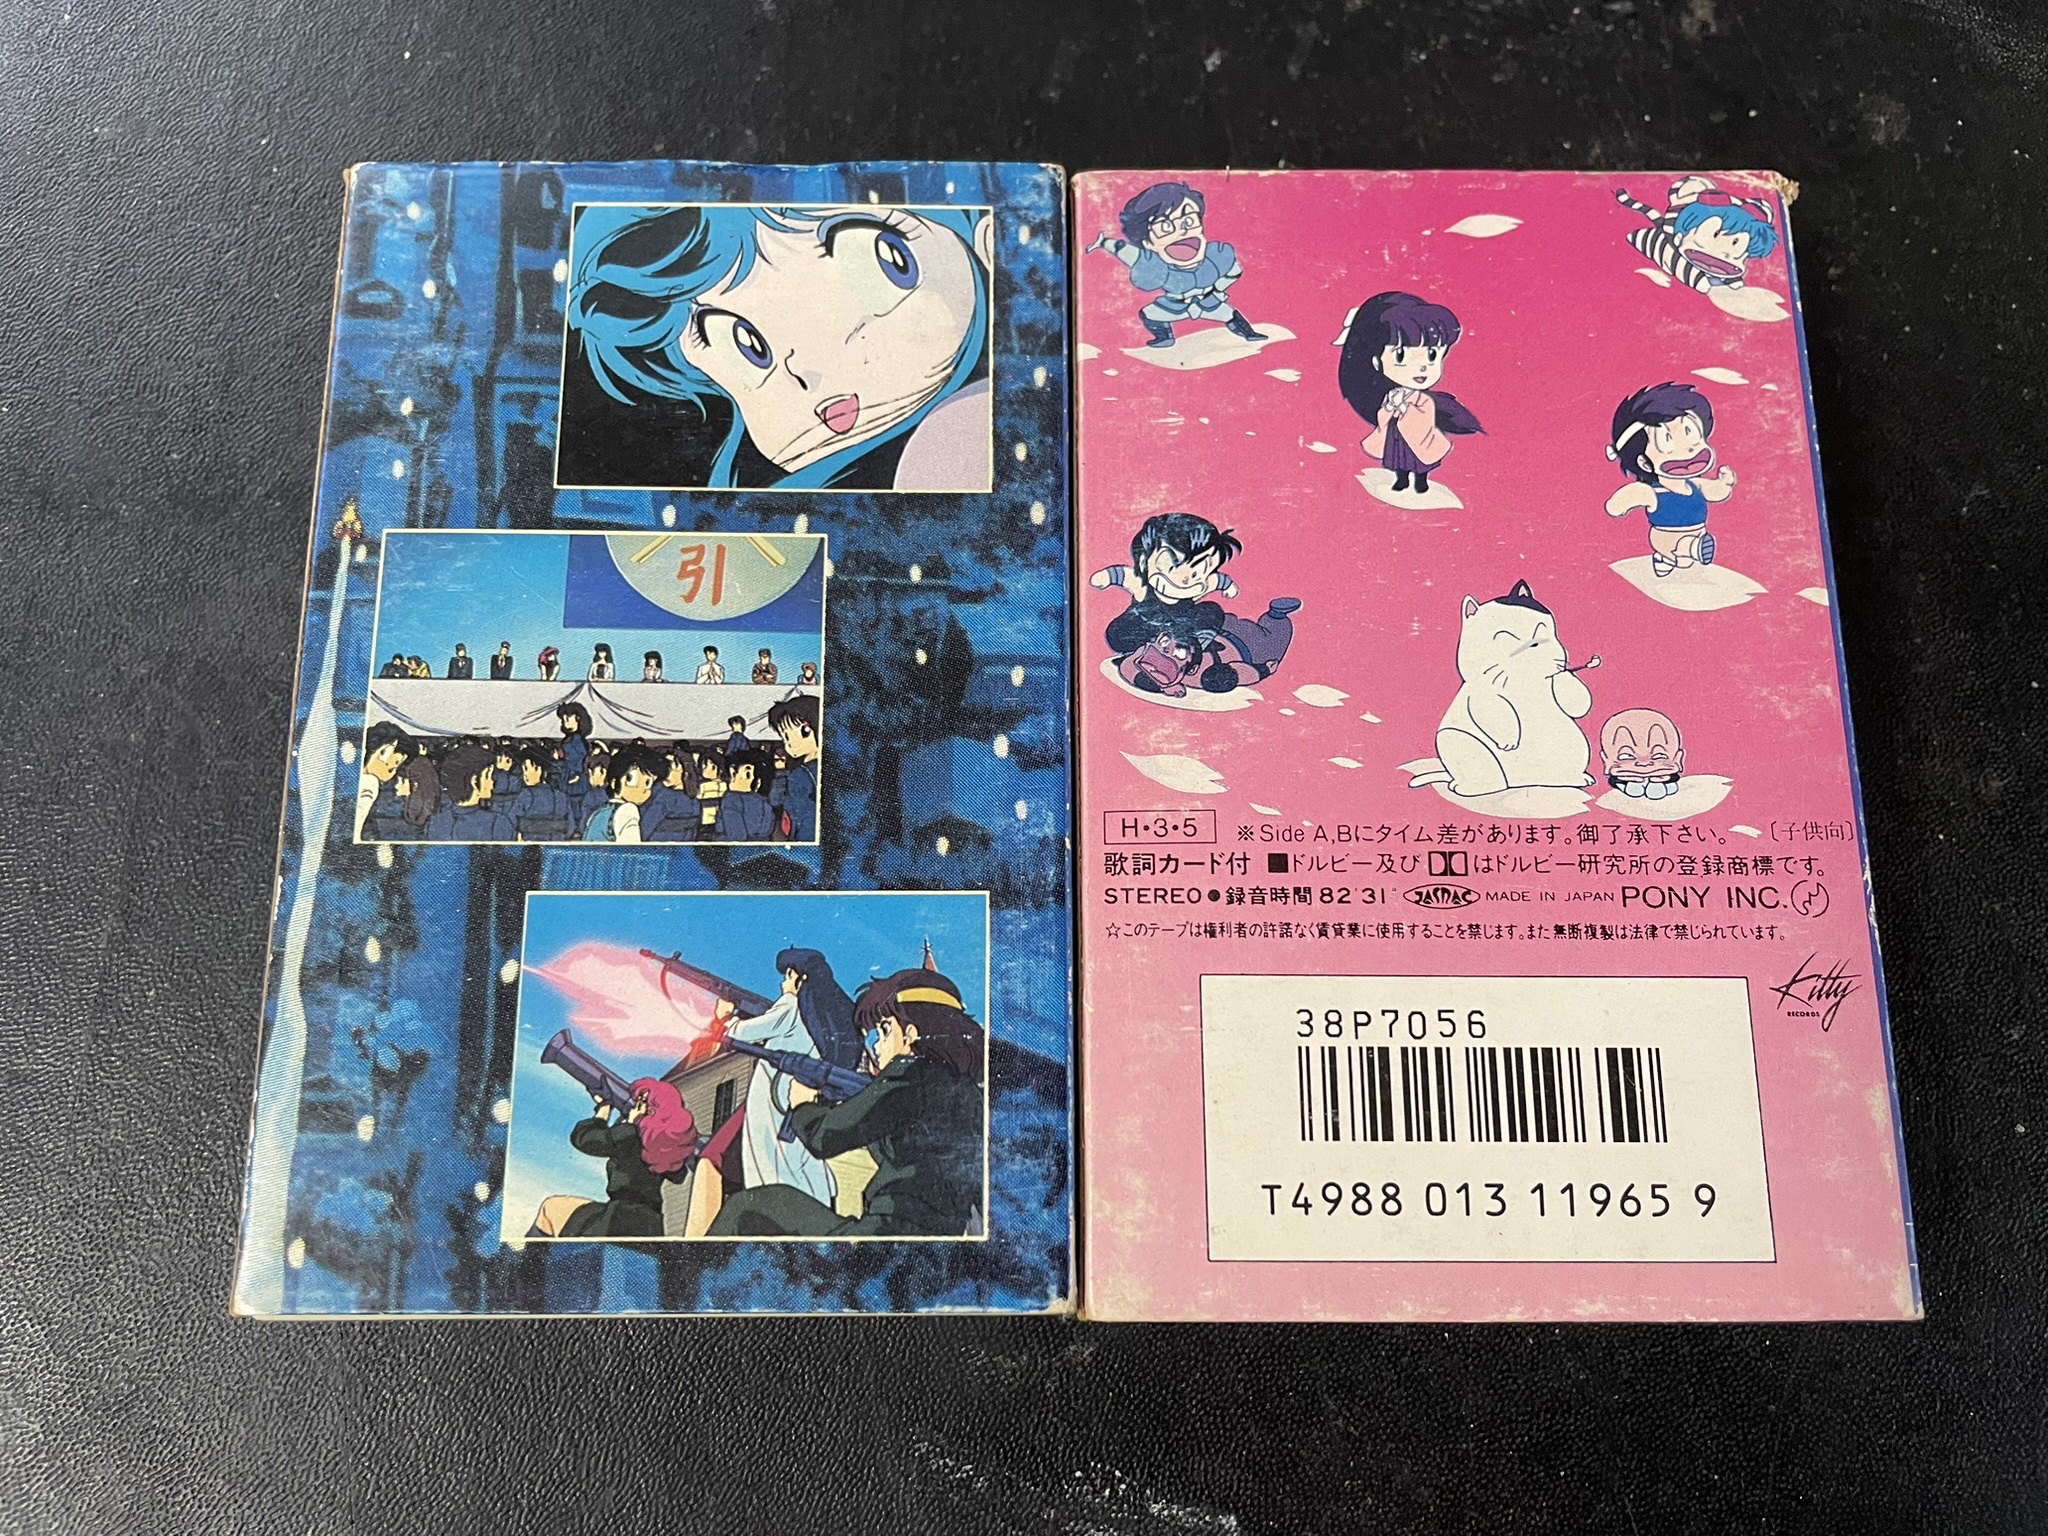 引
H・3・5 ※Side A,Bにタイム差があります。御了承下さい。 〔子供向〕
歌詞カード付 ■ドルビー及び はドルビー研究所の登録商標です。
STEREO●録音時間82'31" JASRAC MADE IN JAPAN PONY INC.
☆このテープは権利者の許諾なく賃貸業に使用することを禁じます。また無断複製は法律で禁じられています。
Kitty
RECORDS
38P7056
T4988 013 11965 9